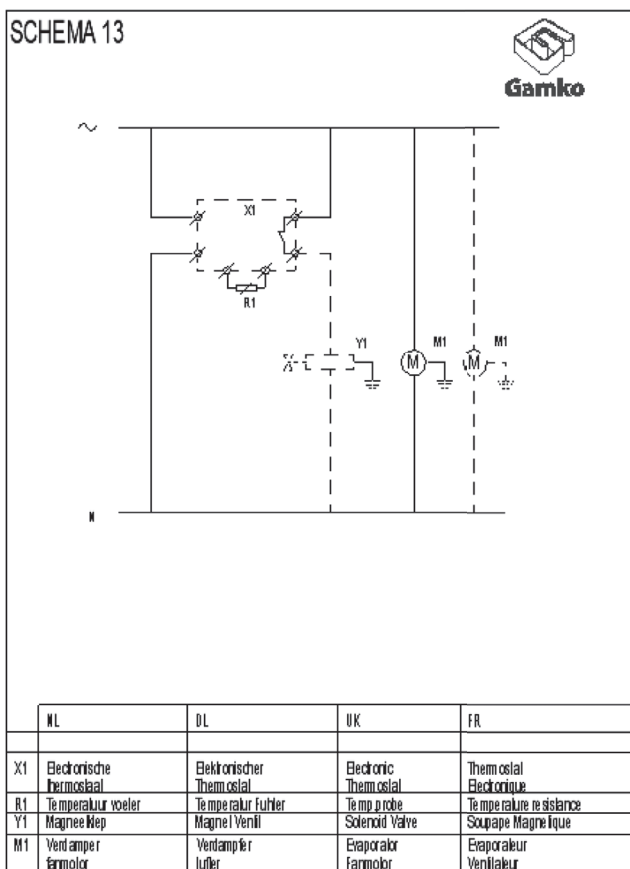 SCHEMA 13
Gamko
~
X1
R1
Y1
M1
M1
M
M
N
NL DL UK FR
X1 Electronische thermostaat Elektronischer Thermostat Electronic Thermostat Thermostat Electronique
R1 Temperatuur voeler Temperatur Fuhler Temp.probe Temperature resistance
Y1 Magneetklep Magnet Ventil Solenoid Valve Soupape Magnetique
M1 Verdamper fanmotor Verdampfer lufter Evaporator Fanmotor Evaporateur Ventilateur